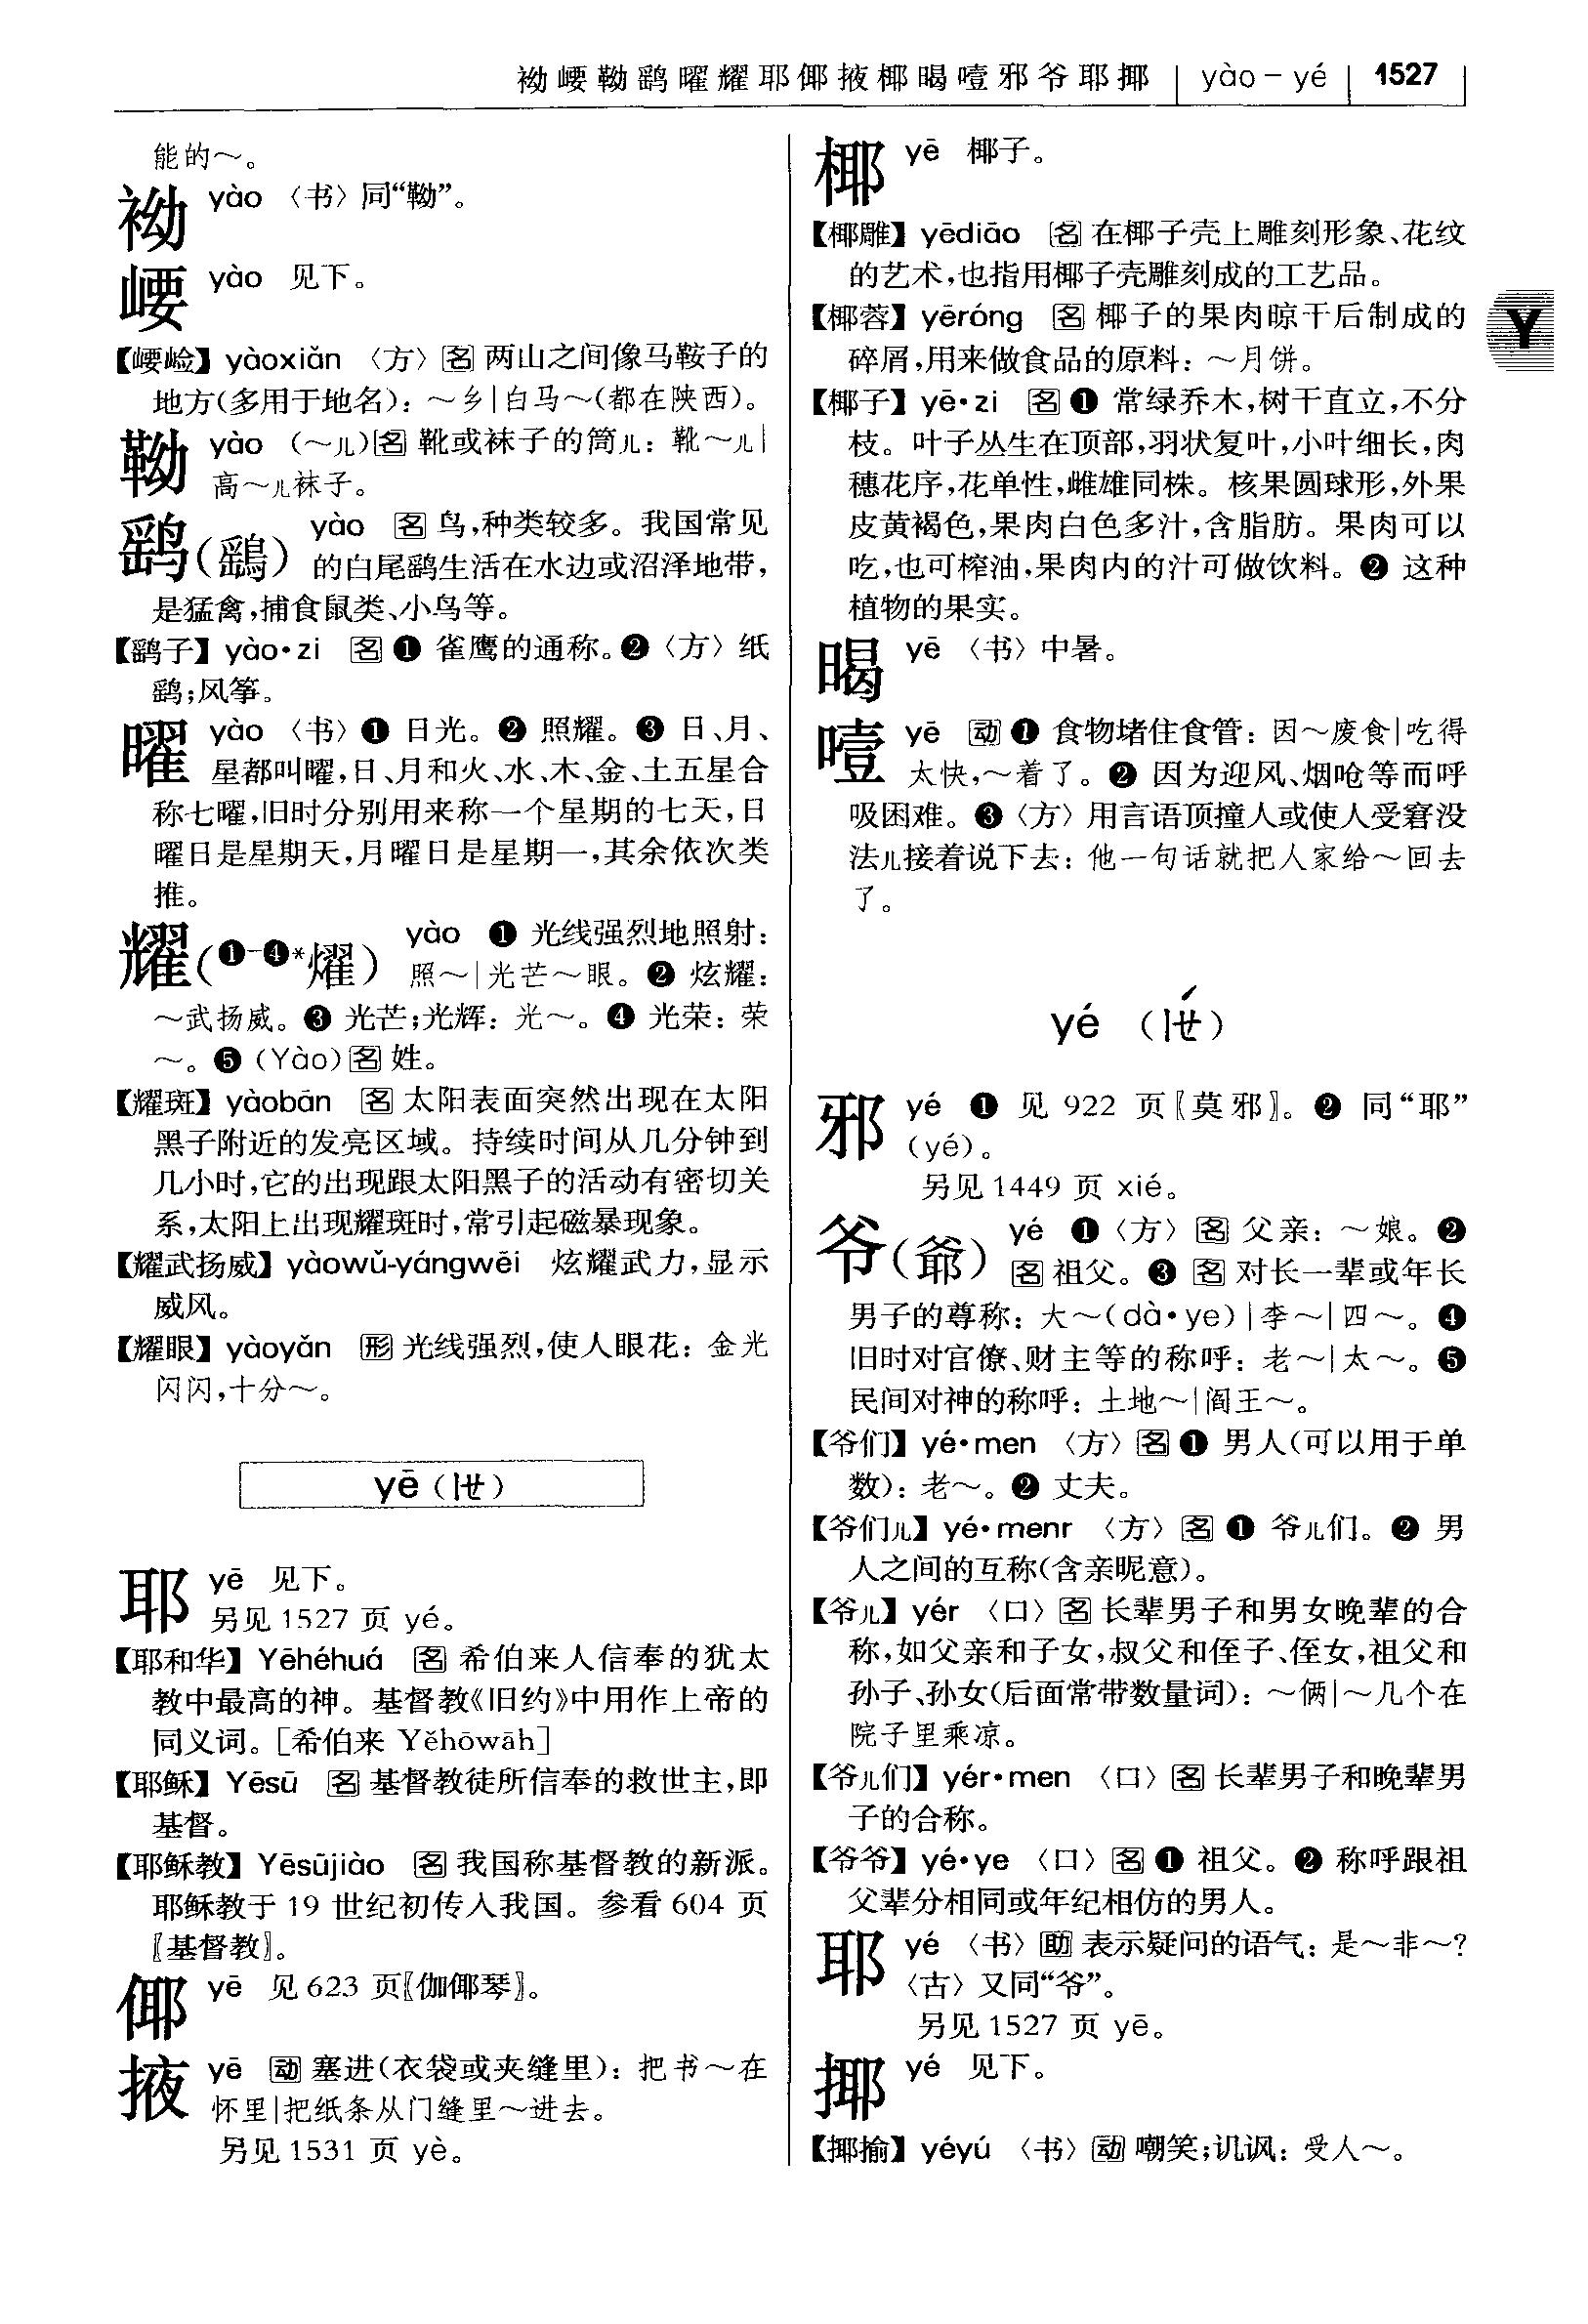 袎崾靿鹞曜耀耶倻掖椰暍噎邪爷耶揶 yào－yé 1527
能的～。
袎 yào 〈书〉同“靿”。
崾 yào 见下。
【崾崄】yàoxiǎn 〈方〉名 两山之间像马鞍子的
地方（多用于地名）：～乡|白马～（都在陕西）。
靿 yào （～儿）名 靴或袜子的筒儿：靴～儿|
高～儿袜子。
鹞（鷂） yào 名 鸟，种类较多。我国常见
的白尾鹞生活在水边或沼泽地带，
是猛禽，捕食鼠类、小鸟等。
【鹞子】yào·zi 名 ❶ 雀鹰的通称。❷〈方〉纸
鹞；风筝。
曜 yào 〈书〉❶ 日光。❷ 照耀。❸ 日、月、
星都叫曜，日、月和火、水、木、金、土五星合
称七曜，旧时分别用来称一个星期的七天，日
曜日是星期天，月曜日是星期一，其余依次类
推。
耀（❶-❹*燿） yào ❶ 光线强烈地照射：
照～|光芒～眼。❷ 炫耀：
～武扬威。❸ 光芒；光辉：光～。❹ 光荣：荣
～。❺（Yào）名 姓。
【耀斑】yàobān 名 太阳表面突然出现在太阳
黑子附近的发亮区域。持续时间从几分钟到
几小时，它的出现跟太阳黑子的活动有密切关
系，太阳上出现耀斑时，常引起磁暴现象。
【耀武扬威】yàowǔ-yángwēi 炫耀武力，显示
威风。
【耀眼】yàoyǎn 形 光线强烈，使人眼花：金光
闪闪，十分～。
yē（ㄧㄝ）
耶 yē 见下。
另见1527 页 yé。
【耶和华】Yēhéhuá 名 希伯来人信奉的犹太
教中最高的神。基督教《旧约》中用作上帝的
同义词。［希伯来 Yĕhōwāh］
【耶稣】Yēsū 名 基督教徒所信奉的救世主，即
基督。
【耶稣教】Yēsūjiào 名 我国称基督教的新派。
耶稣教于 19 世纪初传入我国。参看 604 页
〖基督教〗。
倻 yē 见 623 页〖伽倻琴〗。
掖 yē 动 塞进（衣袋或夹缝里）：把书～在
怀里|把纸条从门缝里～进去。
另见1531 页 yè。
椰 yē 椰子。
【椰雕】yēdiāo 名 在椰子壳上雕刻形象、花纹
的艺术，也指用椰子壳雕刻成的工艺品。
【椰蓉】yēróng 名 椰子的果肉晾干后制成的
碎屑，用来做食品的原料：～月饼。
Y
【椰子】yē·zi 名 ❶ 常绿乔木，树干直立，不分
枝。叶子丛生在顶部，羽状复叶，小叶细长，肉
穗花序，花单性，雌雄同株。核果圆球形，外果
皮黄褐色，果肉白色多汁，含脂肪。果肉可以
吃，也可榨油，果肉内的汁可做饮料。❷ 这种
植物的果实。
暍 yē 〈书〉中暑。
噎 yē 动 ❶ 食物堵住食管：因～废食|吃得
太快，～着了。❷ 因为迎风、烟呛等而呼
吸困难。❸〈方〉用言语顶撞人或使人受窘没
法儿接着说下去：他一句话就把人家给～回去
了。
yé （ㄧㄝˊ）
邪 yé ❶ 见 922 页〖莫邪〗。❷ 同“耶”
（yé）。
另见1449 页 xié。
爷（爺） yé ❶〈方〉名 父亲：～娘。❷
名 祖父。❸ 名 对长一辈或年长
男子的尊称：大～（dà·ye）|李～|四～。❹
旧时对官僚、财主等的称呼：老～|太～。❺
民间对神的称呼：土地～|阎王～。
【爷们】yé·men 〈方〉名 ❶ 男人（可以用于单
数）：老～。❷ 丈夫。
【爷们儿】yé·menr 〈方〉名 ❶ 爷儿们。❷ 男
人之间的互称（含亲昵意）。
【爷儿】yér 〈口〉名 长辈男子和男女晚辈的合
称，如父亲和子女，叔父和侄子、侄女，祖父和
孙子、孙女（后面常带数量词）：～俩|～几个在
院子里乘凉。
【爷儿们】yér·men 〈口〉名 长辈男子和晚辈男
子的合称。
【爷爷】yé·ye 〈口〉名 ❶ 祖父。❷ 称呼跟祖
父辈分相同或年纪相仿的男人。
耶 yé 〈书〉助 表示疑问的语气：是～非～？
〈古〉又同“爷”。
另见1527 页 yē。
揶 yé 见下。
【揶揄】yéyú 〈书〉动 嘲笑；讥讽：受人～。